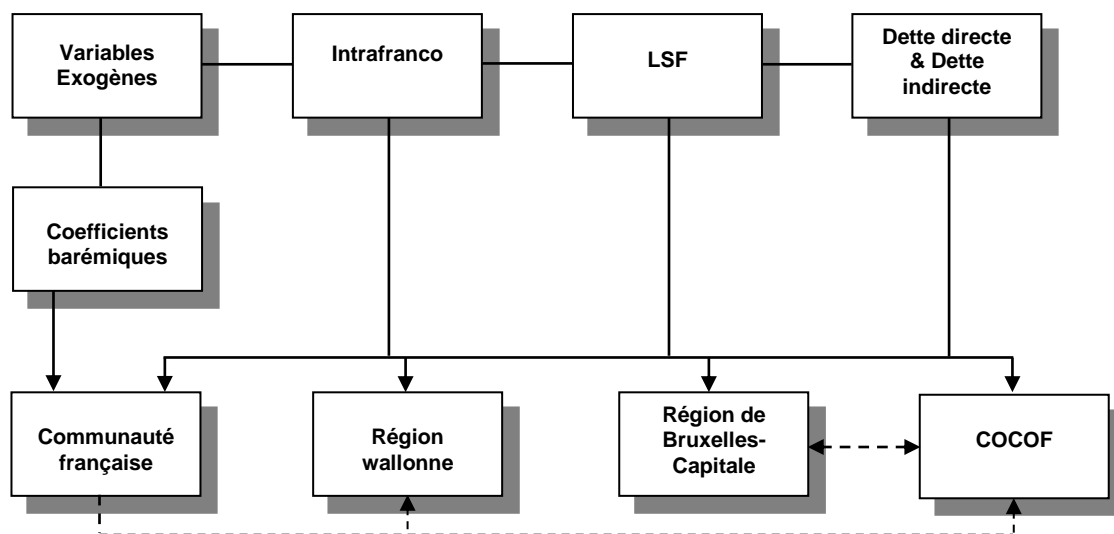 Variables
Exogènes
Intrafranco
LSF
Dette directe
& Dette
indirecte
Coefficients
barémiques
Communauté
française
Région
wallonne
Région de
Bruxelles-
Capitale
COCOF